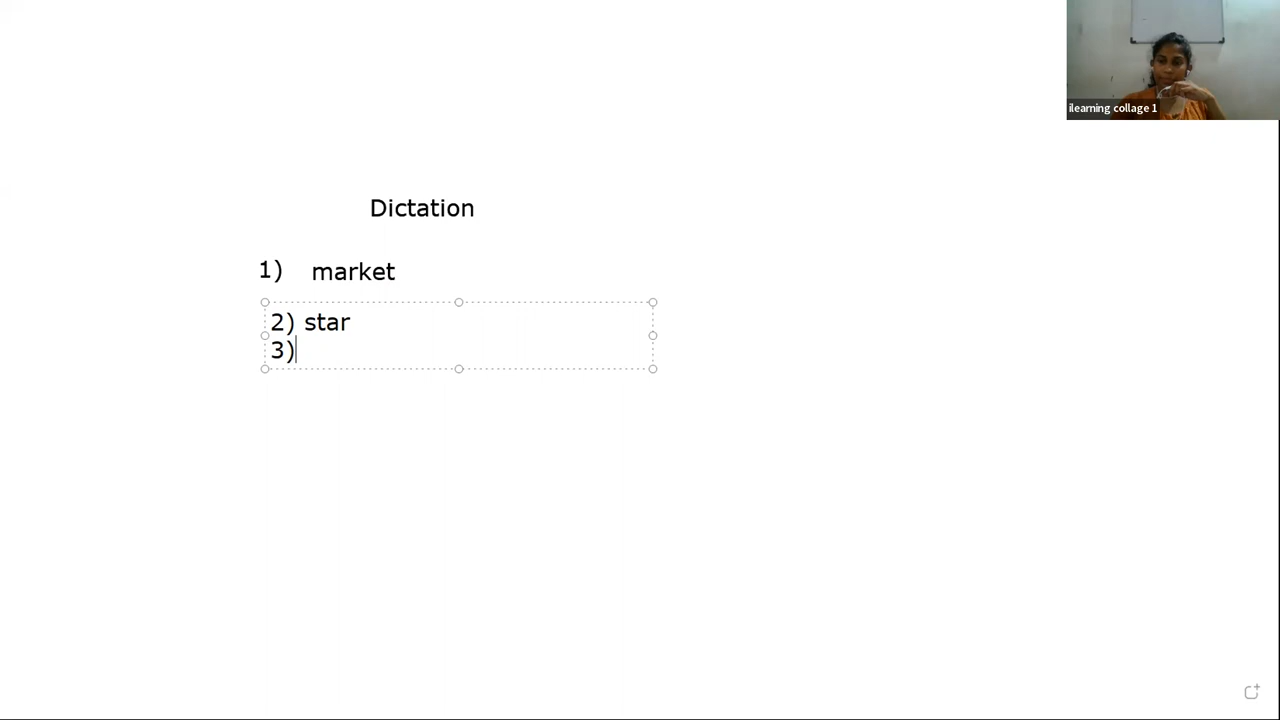 ilearning collage 1
Dictation
1) market
2) star
3)